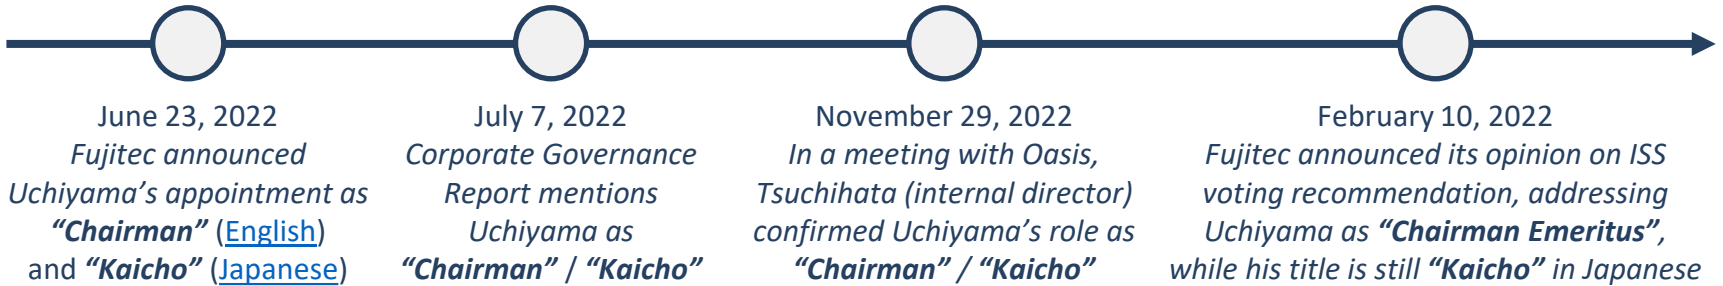 June 23, 2022
Fujitec announced
Uchiyama's appointment as
“Chairman” (English)
and “Kaicho” (Japanese)
July 7, 2022
Corporate Governance
Report mentions
Uchiyama as
“Chairman” / “Kaicho”
November 29, 2022
In a meeting with Oasis,
Tsuchihata (internal director)
confirmed Uchiyama's role as
“Chairman” / “Kaicho”
February 10, 2022
Fujitec announced its opinion on ISS
voting recommendation, addressing
Uchiyama as “Chairman Emeritus”,
while his title is still “Kaicho” in Japanese